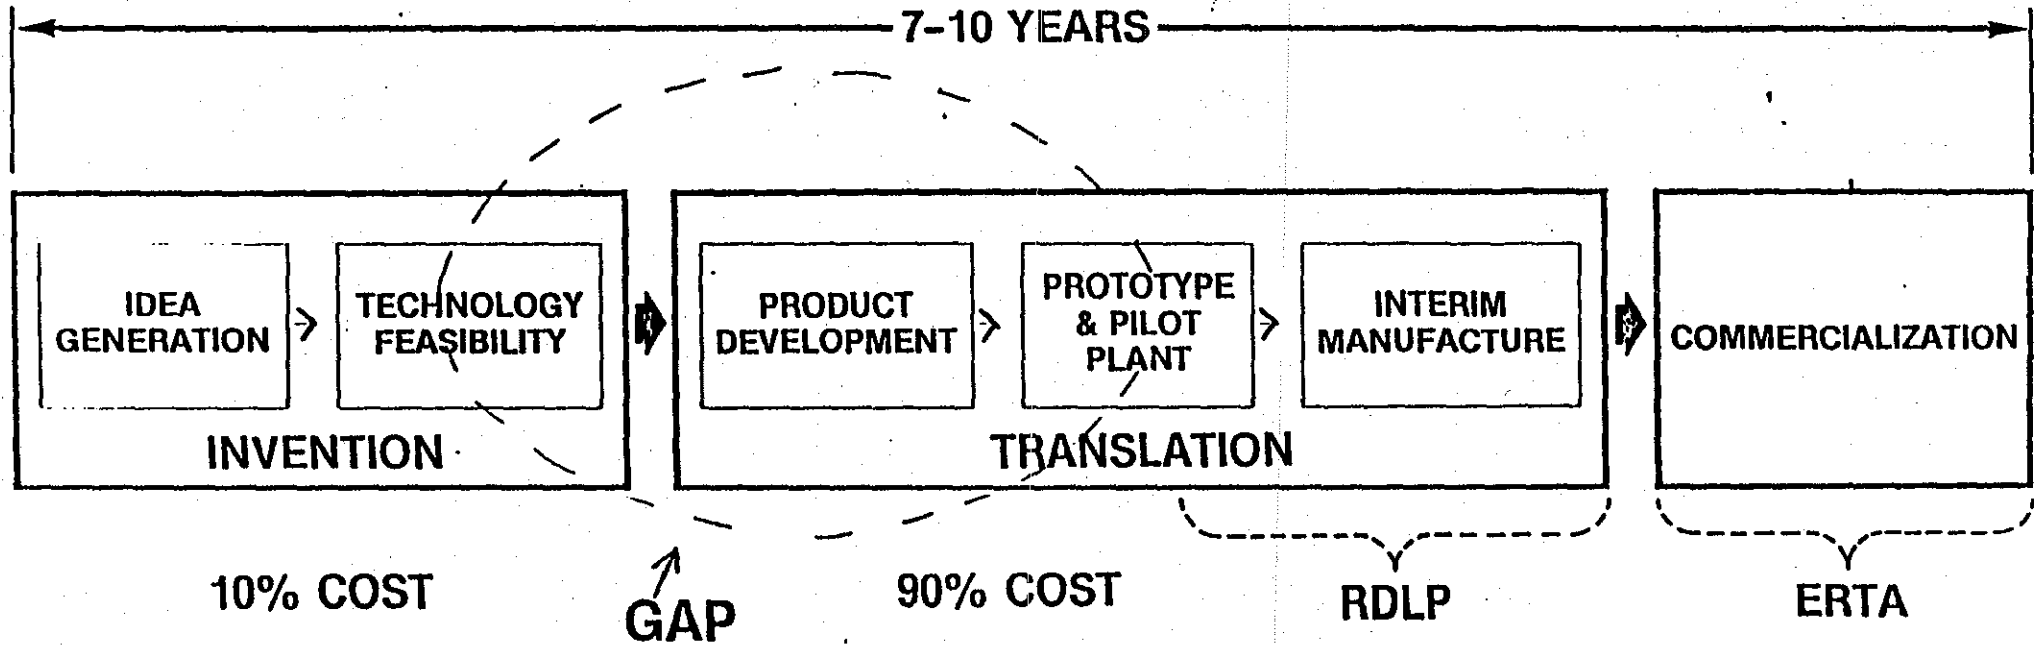 7–10 YEARS
IDEA
GENERATION
TECHNOLOGY
FEASIBILITY
INVENTION
PRODUCT
DEVELOPMENT
PROTOTYPE
& PILOT
PLANT
INTERIM
MANUFACTURE
TRANSLATION
COMMERCIALIZATION
10% COST
GAP
90% COST
RDLP
ERTA